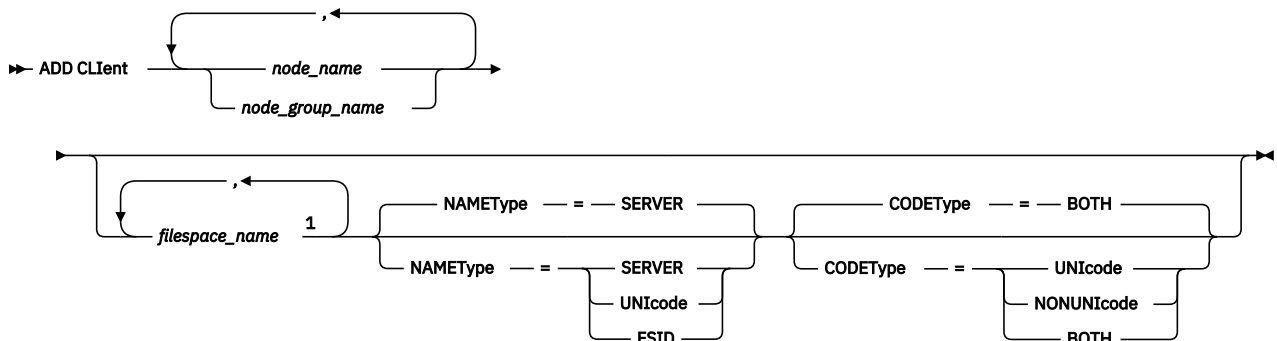 ,
ADD CLIent node_name
node_group_name
,
filespace_name 1
NAMEType = SERVER
CODEType = BOTH
NAMEType = SERVER
UNIcode
FSID
CODEType = UNIcode
NONUNIcode
BOTH